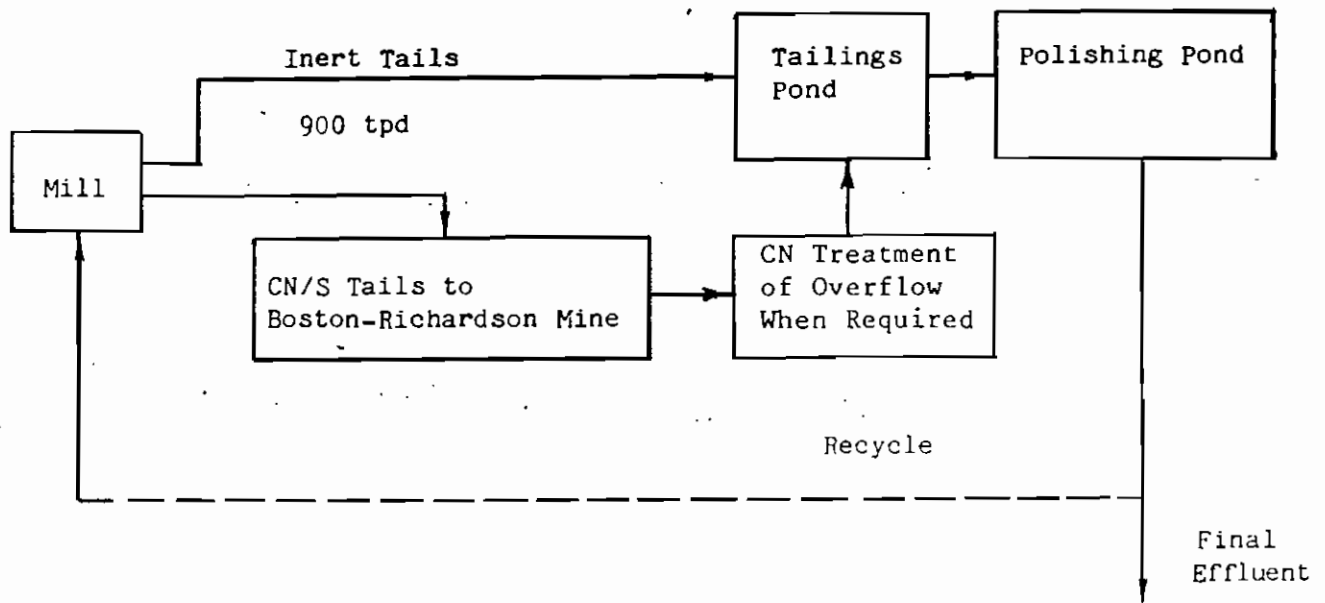 Inert Tails
900 tpd
Tailings
Pond
Polishing Pond
Mill
CN/S Tails to
Boston-Richardson Mine
CN Treatment
of Overflow
When Required
Recycle
Final
Effluent